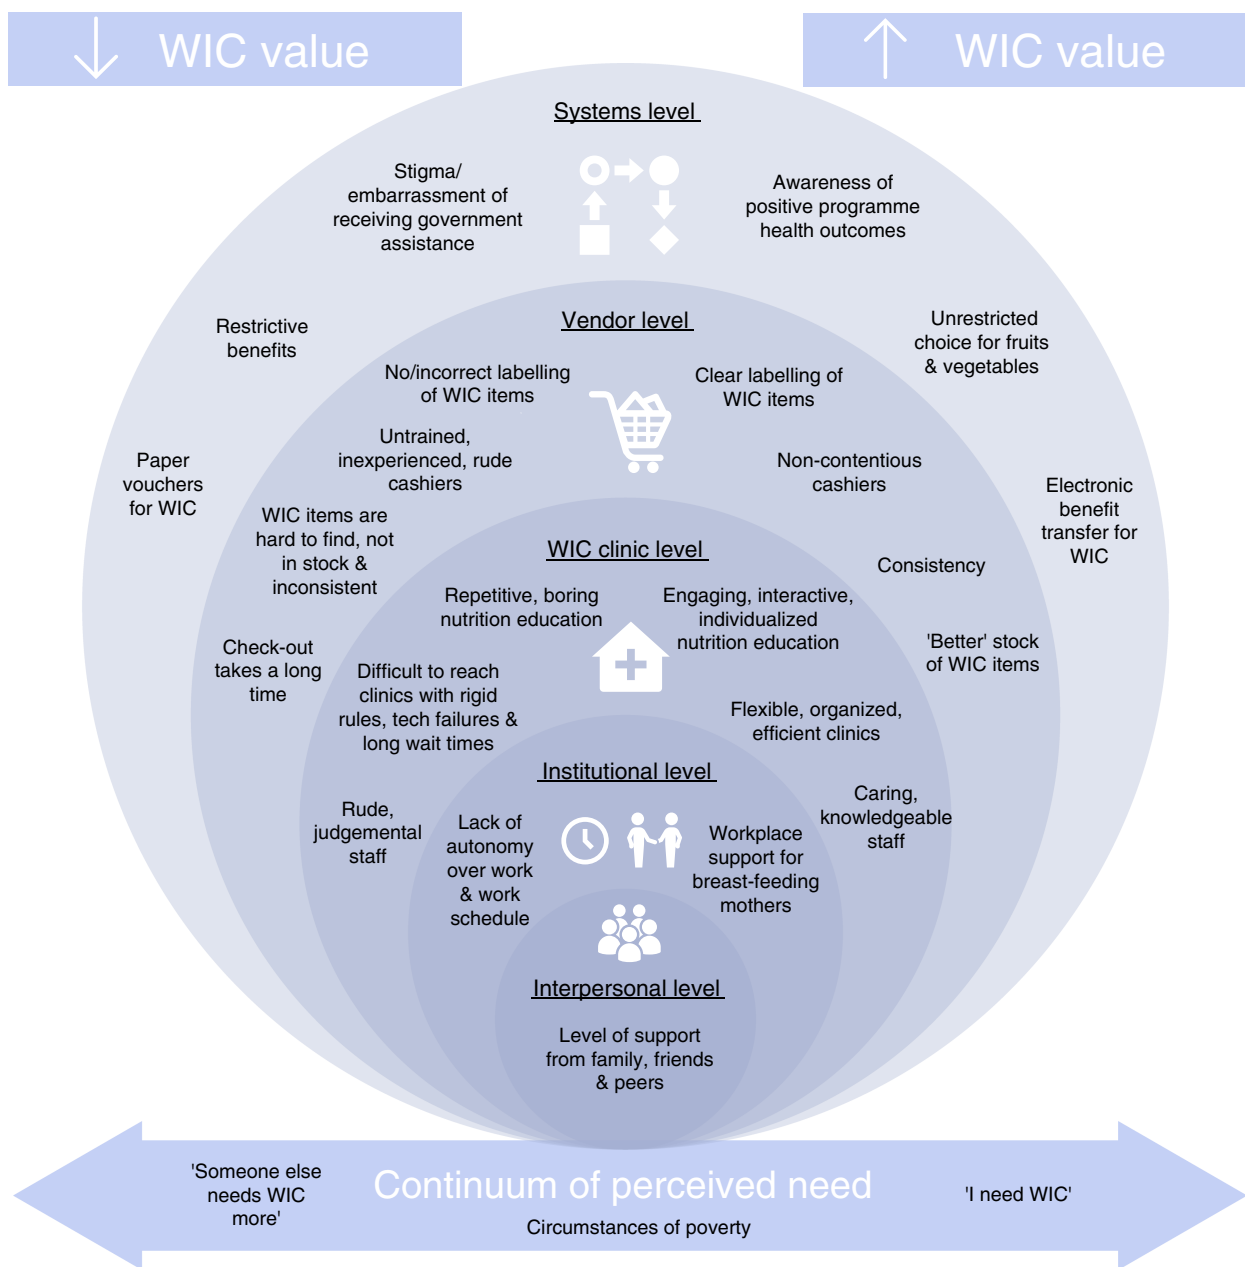 WIC value
WIC value
Systems level
Stigma/
embarrassment of
receiving government
assistance
Awareness of
positive programme
health outcomes
Restrictive
benefits
Unrestricted
choice for fruits
& vegetables
Paper
vouchers
for WIC
Electronic
benefit
transfer for
WIC
Vendor level
No/incorrect labelling
of WIC items
Clear labelling of
WIC items
Untrained,
inexperienced, rude
cashiers
Non-contentious
cashiers
WIC items are
hard to find, not
in stock &
inconsistent
Consistency
Check-out
takes a long
time
'Better' stock
of WIC items
WIC clinic level
Repetitive, boring
nutrition education
Engaging, interactive,
individualized
nutrition education
Difficult to reach
clinics with rigid
rules, tech failures &
long wait times
Flexible, organized,
efficient clinics
Rude,
judgemental
staff
Caring,
knowledgeable
staff
Institutional level
Lack of
autonomy
over work
& work
schedule
Workplace
support for
breast-feeding
mothers
Interpersonal level
Level of support
from family, friends
& peers
'Someone else
needs WIC
more'
Continuum of perceived need
Circumstances of poverty
'I need WIC'